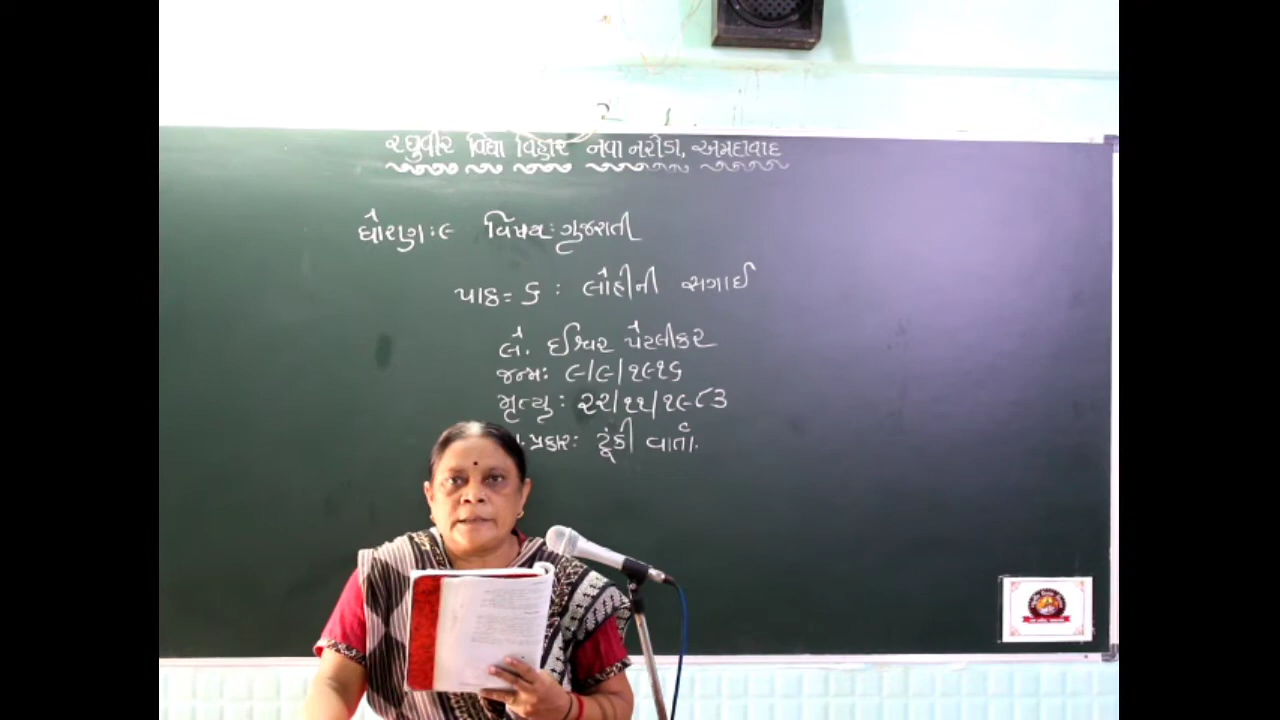 રઘુવીર વિદ્યા વિહાર નવા નરોડા, અમદાવાદ
ધોરણ: ૯ વિષય: ગુજરાતી
પાઠ= ૬ : લોહીની સગાઈ
લે. ઈશ્વર પેટલીકર
જન્મ: ૯/૯/૧૯૧૬
મૃત્યુ: ૨૨/૧૧/૧૯૮૩
પ્રકાર: ટૂંકી વાર્તા.